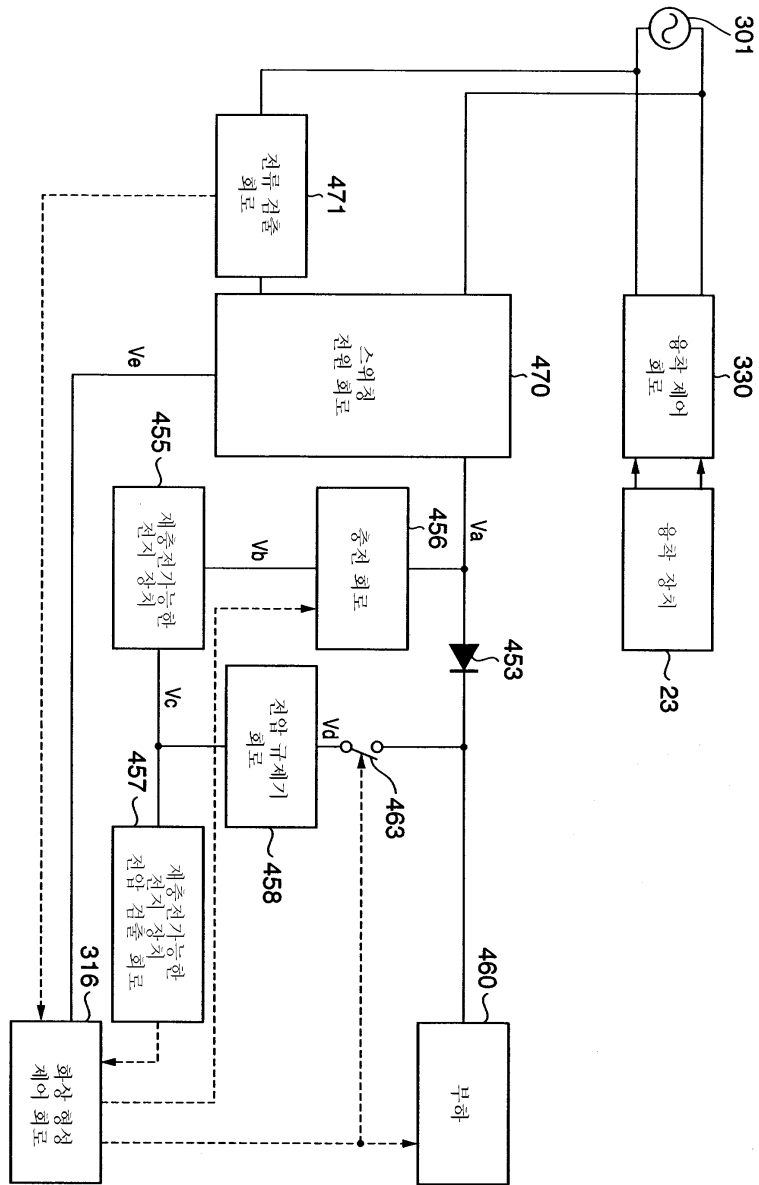 301
330
융착 제어
회로
융착 장치
23
471
전류 검출
회로
470
스위칭
전원 회로
Va
453
460
부하
456
충전 회로
463
Vd
전압 규제기
회로
458
Vb
455
재충전가능한
전지 장치
Vc
457
재충전가능한
전지 장치
전압 검출 회로
Ve
316
화상 형성
제어 회로